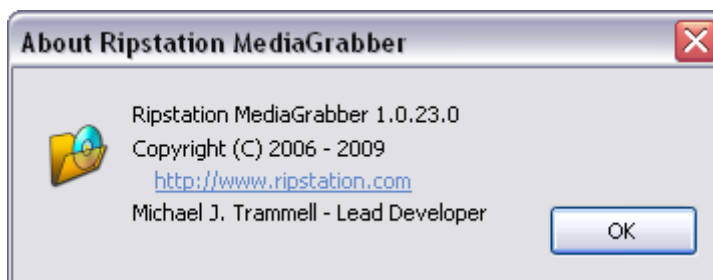 About Ripstation MediaGrabber
Ripstation MediaGrabber 1.0.23.0
Copyright (C) 2006 - 2009
http://www.ripstation.com
Michael J. Trammell - Lead Developer
OK